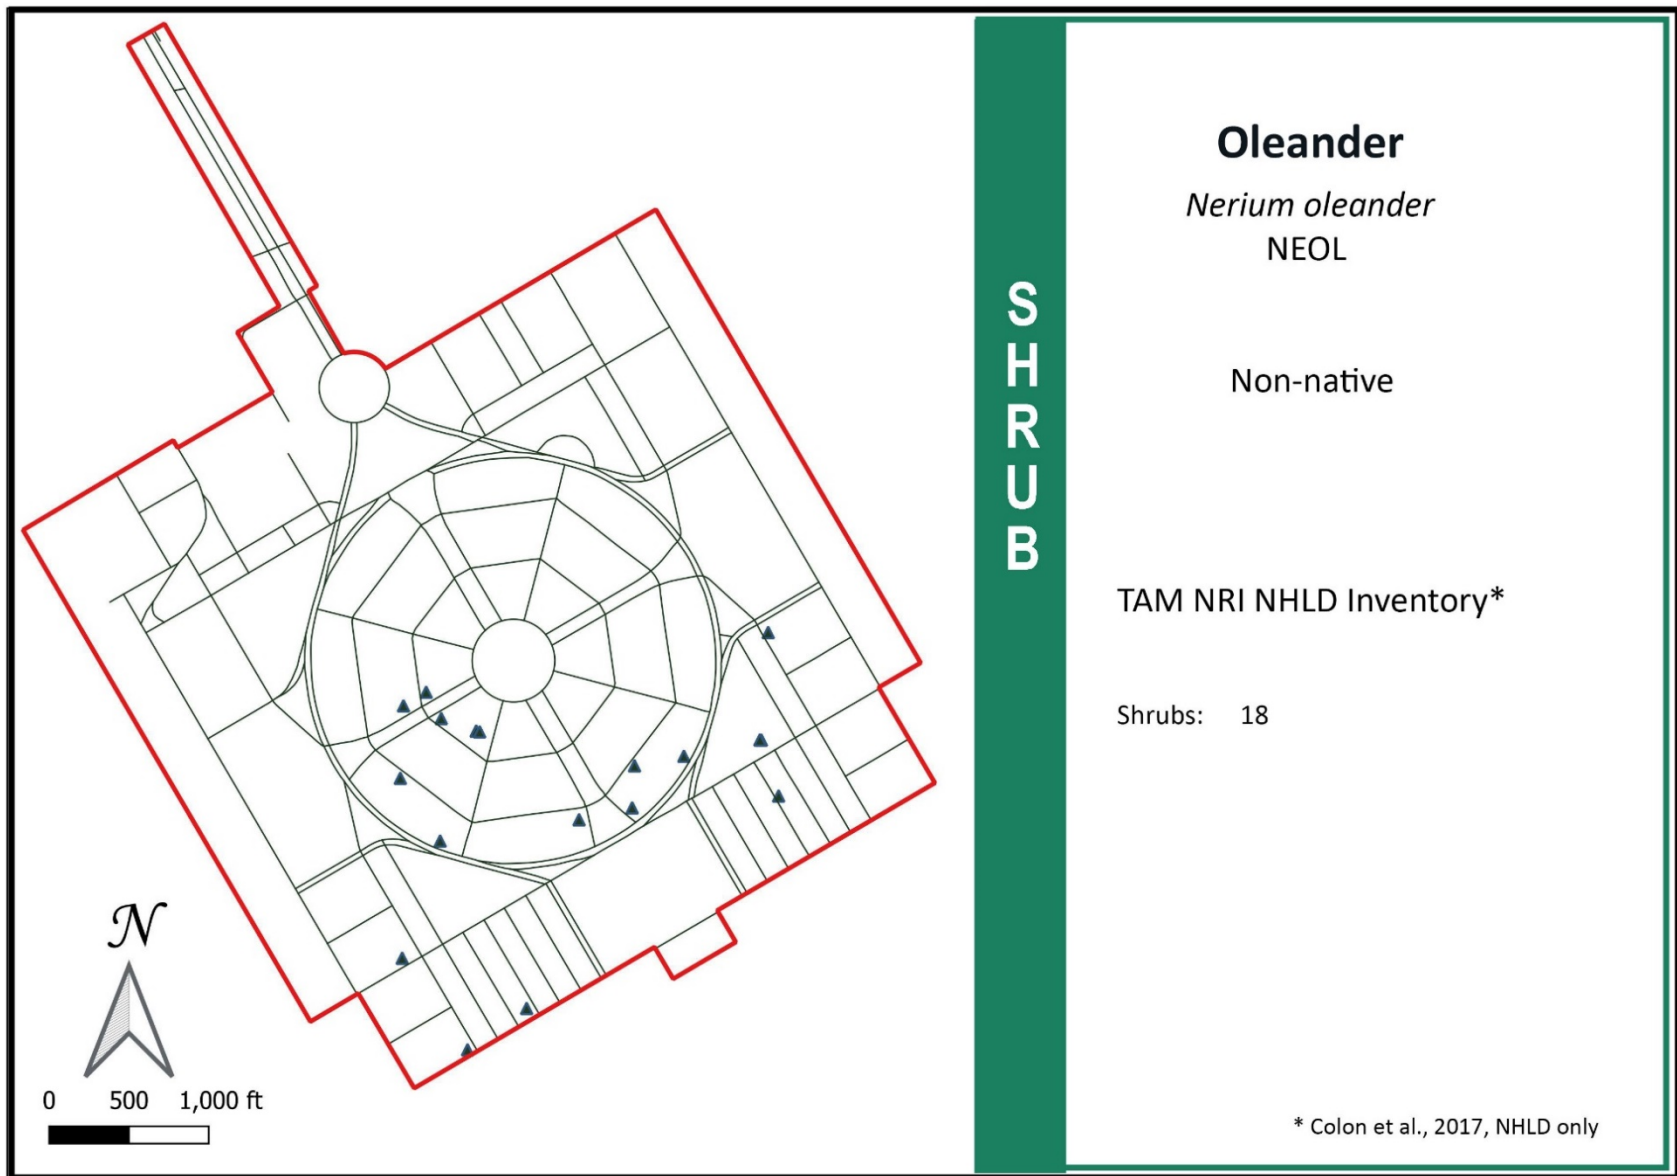 N
0 500 1,000 ft
SHRUB
Oleander
Nerium oleander
NEOL
Non-native
TAM NRI NHLD Inventory*
Shrubs: 18
* Colon et al., 2017, NHLD only